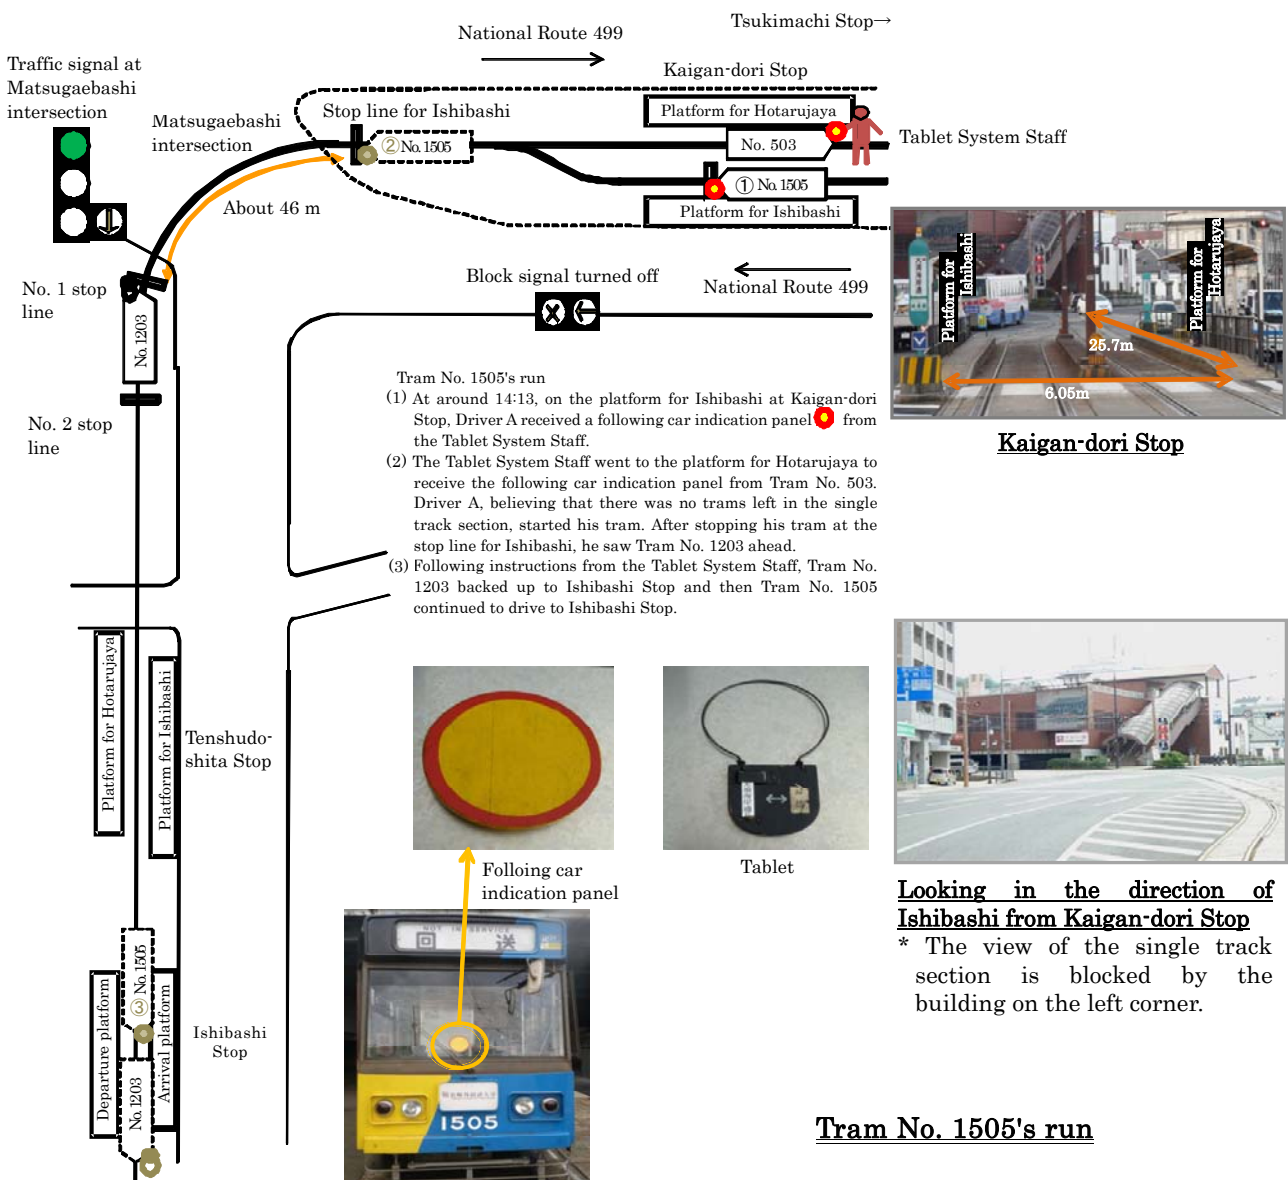 Tsukimachi Stop→
National Route 499
Traffic signal at
Matsugaebashi
intersection
Kaigan-dori Stop
Stop line for Ishibashi
Platform for Hotarujaya
Matsugaebashi
intersection
② No. 1505
No. 503
Tablet System Staff
① No. 1505
About 46 m
Platform for Ishibashi
Block signal turned off
National Route 499
No. 1 stop
line
No. 1203
No. 2 stop
line
Platform for
Ishibashi
Platform for
Hotarujaya
25.7m
6.05m
Kaigan-dori Stop
Tram No. 1505's run
(1) At around 14:13, on the platform for Ishibashi at Kaigan-dori
Stop, Driver A received a following car indication panel from
the Tablet System Staff.
(2) The Tablet System Staff went to the platform for Hotarujaya to
receive the following car indication panel from Tram No. 503.
Driver A, believing that there was no trams left in the single
track section, started his tram. After stopping his tram at the
stop line for Ishibashi, he saw Tram No. 1203 ahead.
(3) Following instructions from the Tablet System Staff, Tram No.
1203 backed up to Ishibashi Stop and then Tram No. 1505
continued to drive to Ishibashi Stop.
Platform for Hotarujaya
Platform for Ishibashi
Tenshudo-
shita Stop
Folloing car
indication panel
Tablet
Looking in the direction of
Ishibashi from Kaigan-dori Stop
* The view of the single track
section is blocked by the
building on the left corner.
NOT IN SERVICE
回送
1505
③ No. 1505
Departure platform
Arrival platform
No. 1203
Ishibashi
Stop
Tram No. 1505's run